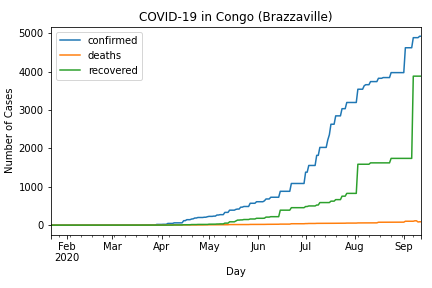 COVID-19 in Congo (Brazzaville)
confirmed
deaths
recovered
Number of Cases
5000
4000
3000
2000
1000
0
Feb Mar Apr May Jun Jul Aug Sep
2020
Day